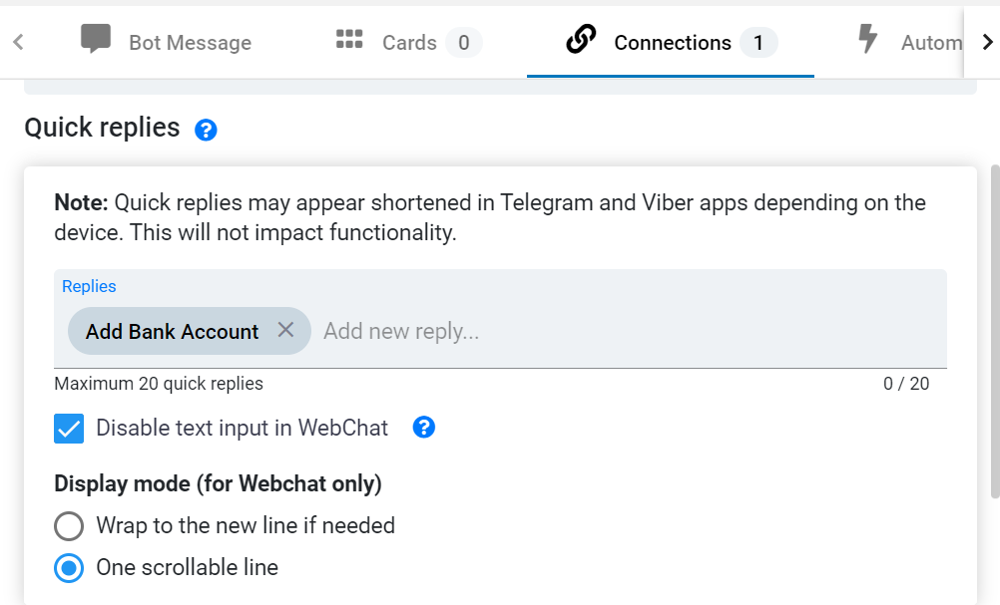 Bot Message Cards 0 Connections 1 Autom
Quick replies ?
Note: Quick replies may appear shortened in Telegram and Viber apps depending on the
device. This will not impact functionality.
Replies
Add Bank Account Add new reply...
Maximum 20 quick replies 0 / 20
Disable text input in WebChat ?
Display mode (for Webchat only)
Wrap to the new line if needed
One scrollable line